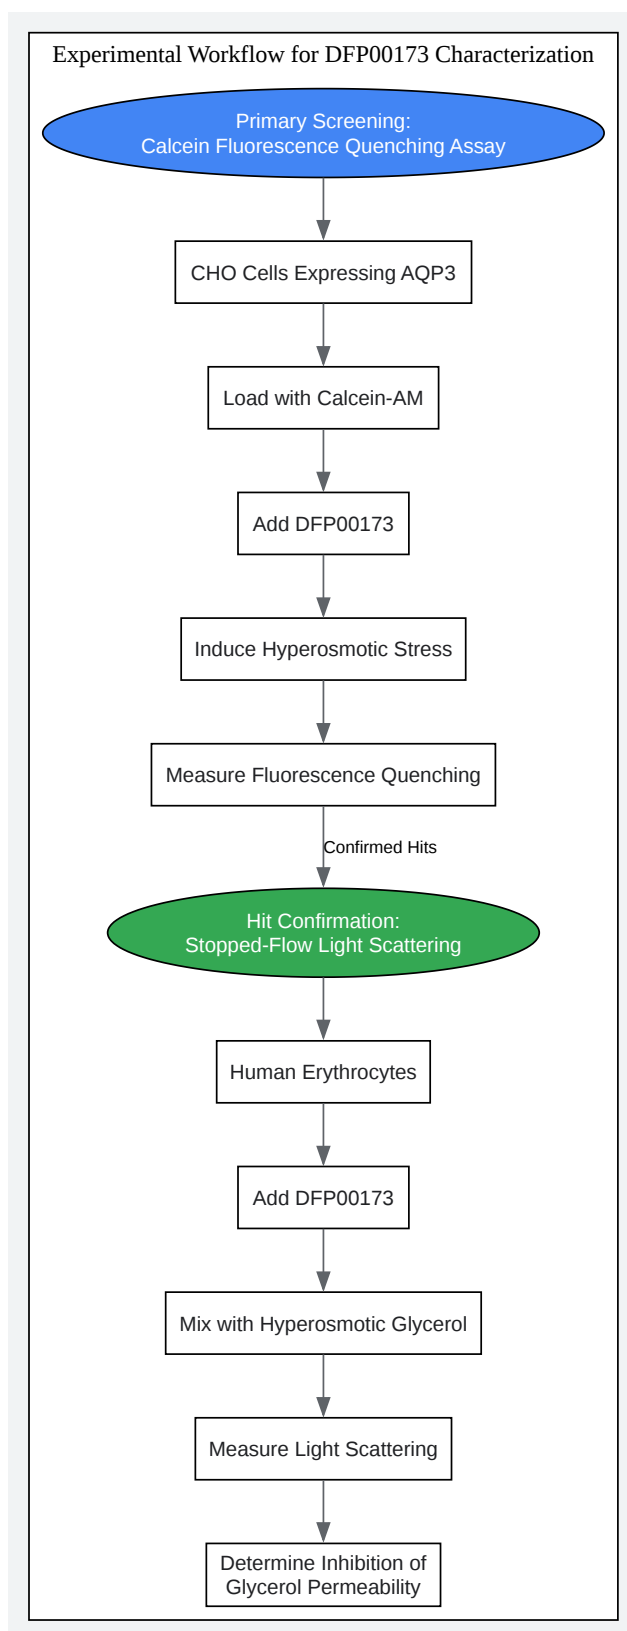 Experimental Workflow for DFP00173 Characterization
Primary Screening:
Calcein Fluorescence Quenching Assay
CHO Cells Expressing AQP3
Load with Calcein-AM
Add DFP00173
Induce Hyperosmotic Stress
Measure Fluorescence Quenching
Confirmed Hits
Hit Confirmation:
Stopped-Flow Light Scattering
Human Erythrocytes
Add DFP00173
Mix with Hyperosmotic Glycerol
Measure Light Scattering
Determine Inhibition of
Glycerol Permeability